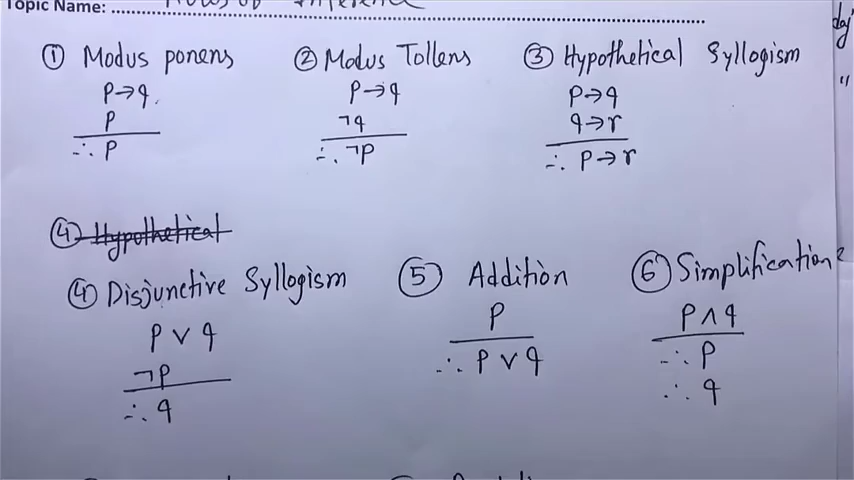 Topic Name:
① Modus ponens
p→q
p
∴ p
② Modus Tollens
p→q
¬q
∴ ¬p
③ Hypothetical Syllogism
p→q
q→r
∴ p→r
④ Hypothetical
④ Disjunctive Syllogism
p ∨ q
¬p
∴ q
⑤ Addition
p
∴ p ∨ q
⑥ Simplification
p ∧ q
∴ p
∴ q